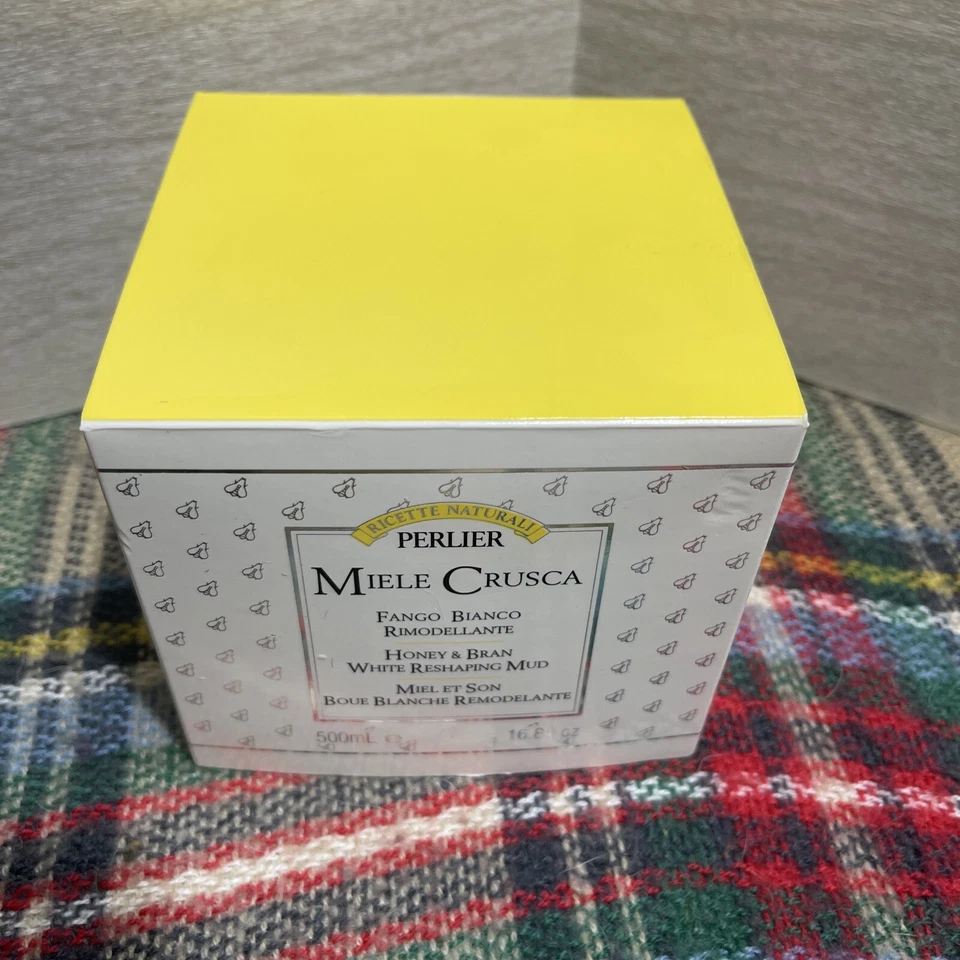 RICETTE NATURALI
PERLIER
MIELE CRUSCA
FANGO BIANCO
RIMODELLANTE
HONEY & BRAN
WHITE RESHAPING MUD
MIEL ET SON
BOUE BLANCHE REMODELANTE
500mL ℮ oz